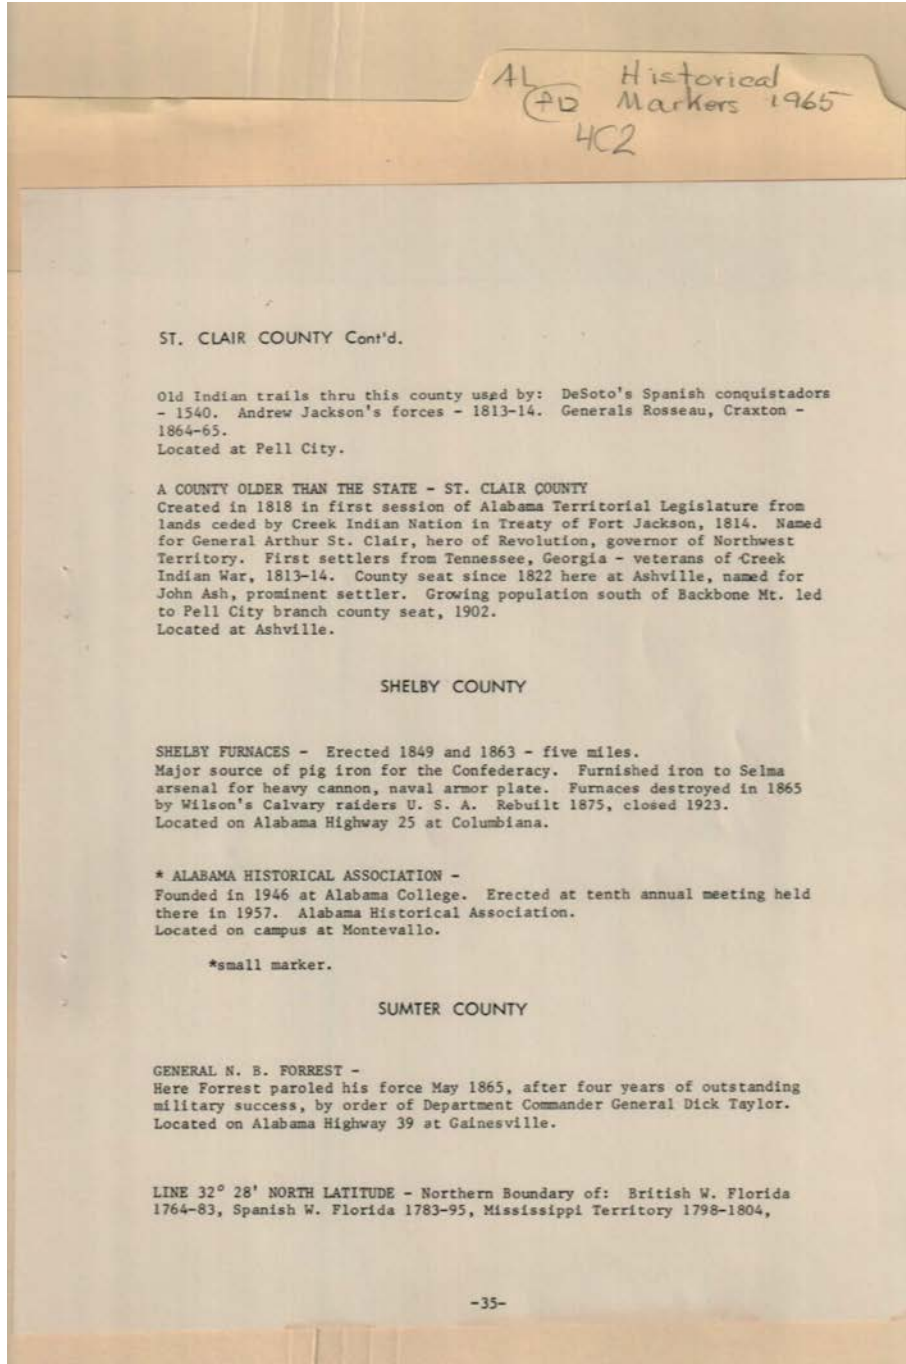 AL Historical
AD Markers 1965
4C2
ST. CLAIR COUNTY Cont'd.
Old Indian trails thru this county used by: DeSoto's Spanish conquistadors
- 1540. Andrew Jackson's forces - 1813-14. Generals Rosseau, Craxton -
1864-65.
Located at Pell City.
A COUNTY OLDER THAN THE STATE - ST. CLAIR COUNTY
Created in 1818 in first session of Alabama Territorial Legislature from
lands ceded by Creek Indian Nation in Treaty of Fort Jackson, 1814. Named
for General Arthur St. Clair, hero of Revolution, governor of Northwest
Territory. First settlers from Tennessee, Georgia - veterans of Creek
Indian War, 1813-14. County seat since 1822 here at Ashville, named for
John Ash, prominent settler. Growing population south of Backbone Mt. led
to Pell City branch county seat, 1902.
Located at Ashville.
SHELBY COUNTY
SHELBY FURNACES - Erected 1849 and 1863 - five miles.
Major source of pig iron for the Confederacy. Furnished iron to Selma
arsenal for heavy cannon, naval armor plate. Furnaces destroyed in 1865
by Wilson's Calvary raiders U. S. A. Rebuilt 1875, closed 1923.
Located on Alabama Highway 25 at Columbiana.
* ALABAMA HISTORICAL ASSOCIATION -
Founded in 1946 at Alabama College. Erected at tenth annual meeting held
there in 1957. Alabama Historical Association.
Located on campus at Montevallo.
*small marker.
SUMTER COUNTY
GENERAL N. B. FORREST -
Here Forrest paroled his force May 1865, after four years of outstanding
military success, by order of Department Commander General Dick Taylor.
Located on Alabama Highway 39 at Gainesville.
LINE 32° 28' NORTH LATITUDE - Northern Boundary of: British W. Florida
1764-83, Spanish W. Florida 1783-95, Mississippi Territory 1798-1804,
-35-